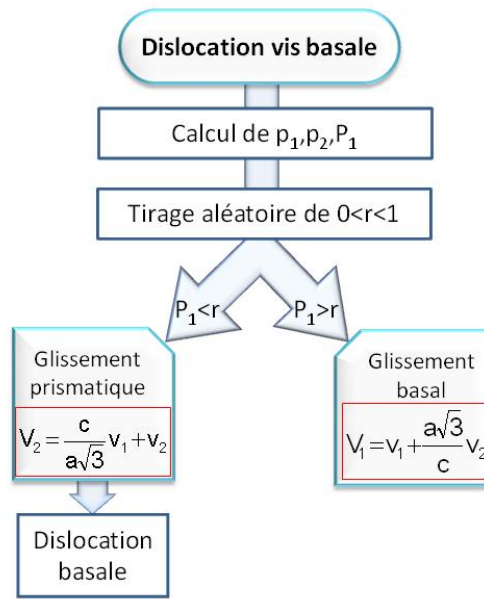 Dislocation vis basale
Calcul de p₁,p₂,P₁
Tirage aléatoire de 0<r<1
P₁<r
P₁>r
Glissement
prismatique
V₂ = c/(a√3) v₁ + v₂
Glissement
basal
V₁ = v₁ + a√3/c v₂
Dislocation
basale